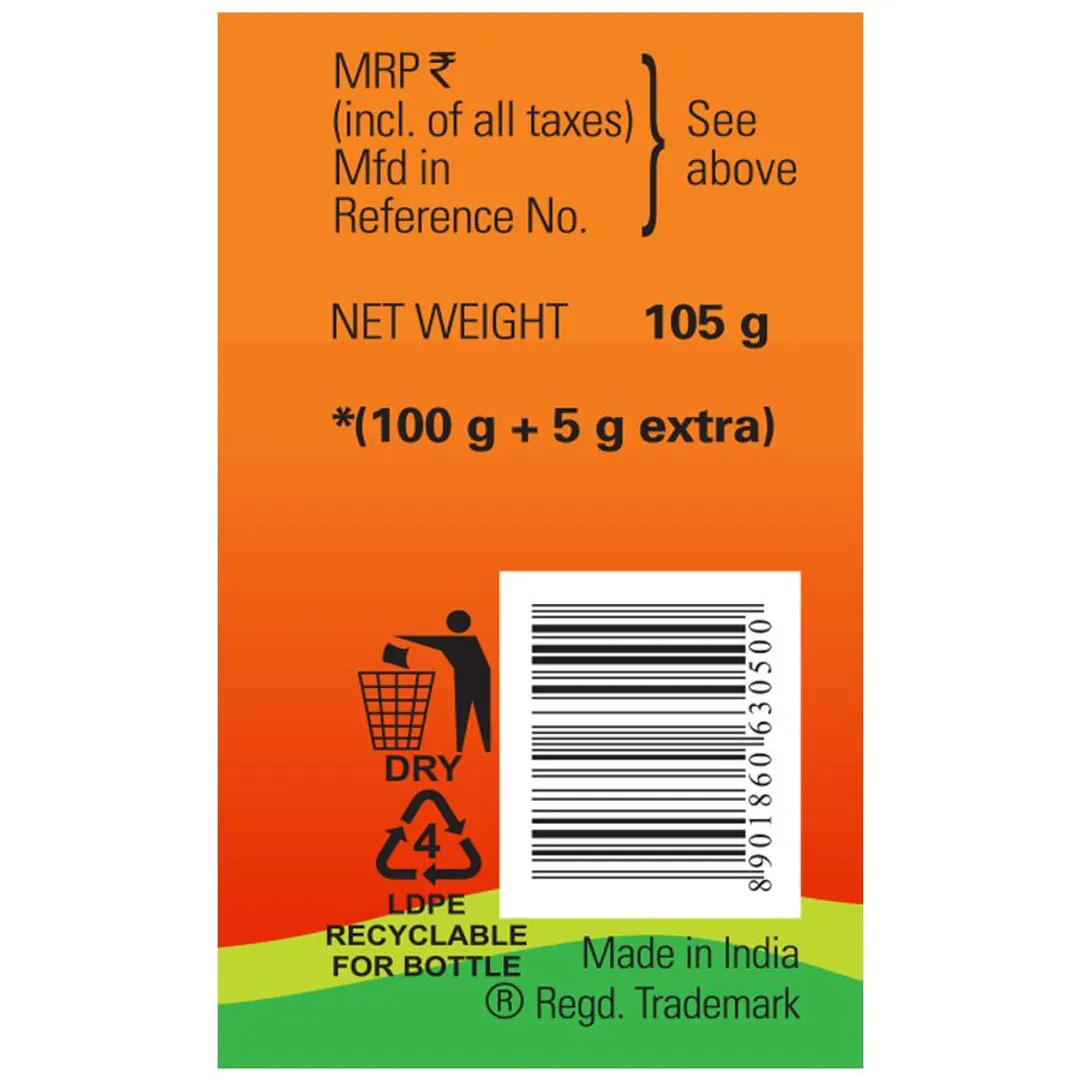 MRP ₹
(incl. of all taxes)
Mfd in
Reference No.
See
above
NET WEIGHT 105 g
*(100 g + 5 g extra)
DRY
4
LDPE
RECYCLABLE
FOR BOTTLE
8901860630500
Made in India
® Regd. Trademark